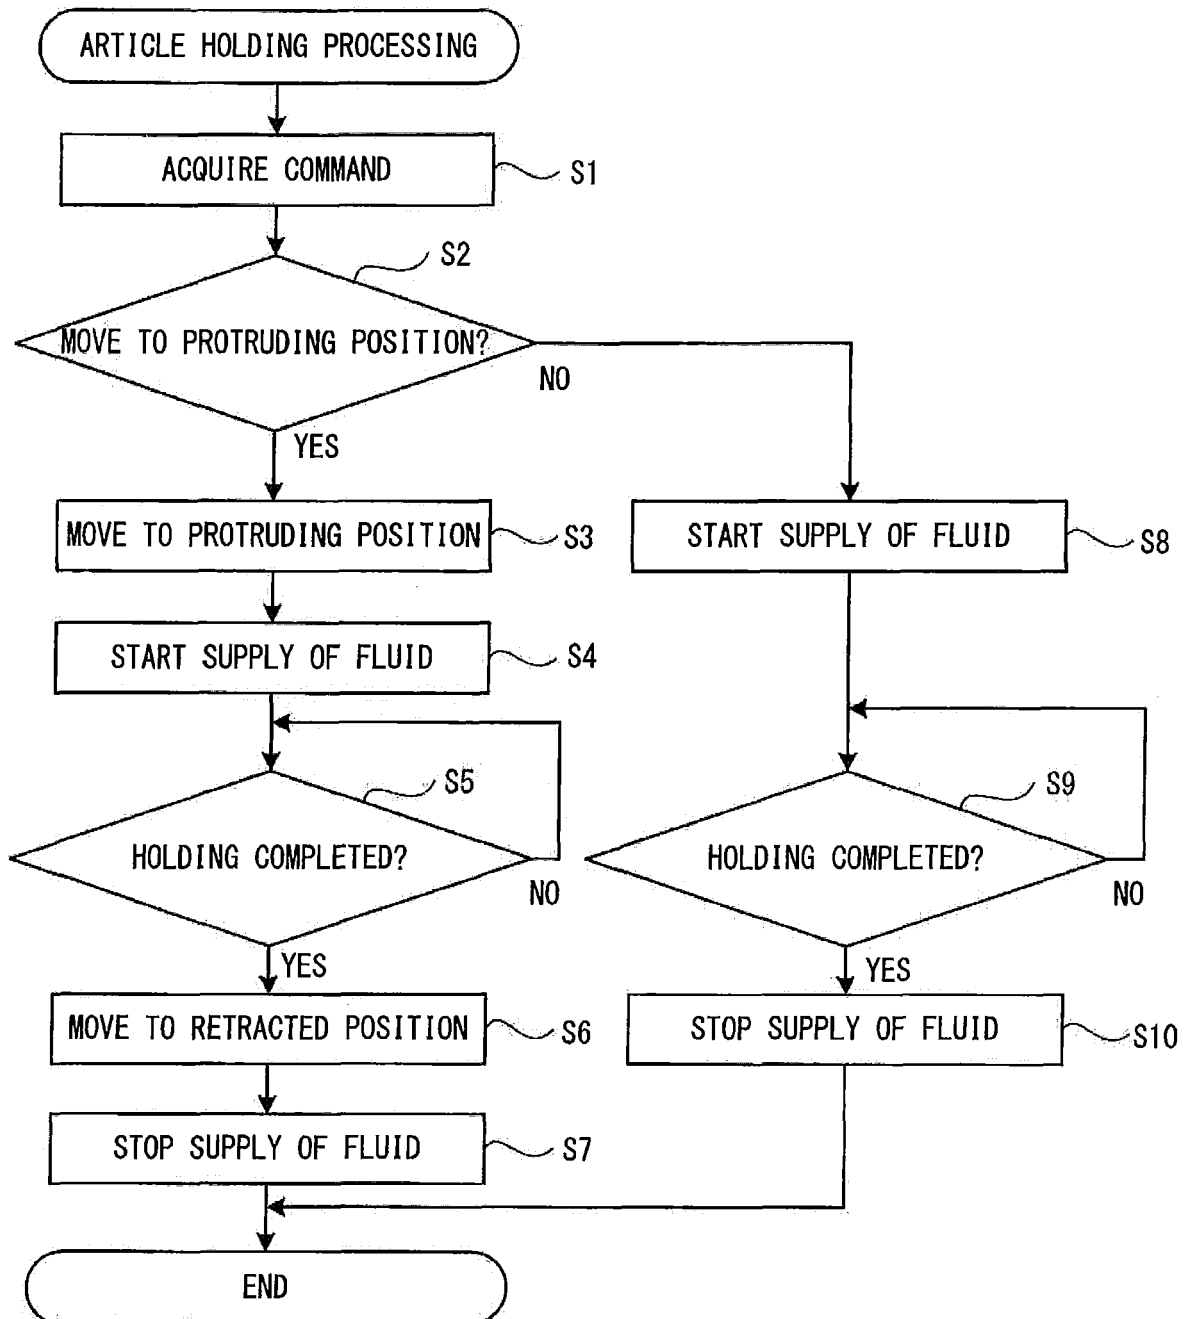 ARTICLE HOLDING PROCESSING
ACQUIRE COMMAND
S1
S2
MOVE TO PROTRUDING POSITION?
NO
YES
MOVE TO PROTRUDING POSITION
S3
START SUPPLY OF FLUID
S8
START SUPPLY OF FLUID
S4
S5
HOLDING COMPLETED?
NO
S9
HOLDING COMPLETED?
NO
YES
YES
MOVE TO RETRACTED POSITION
S6
STOP SUPPLY OF FLUID
S10
STOP SUPPLY OF FLUID
S7
END